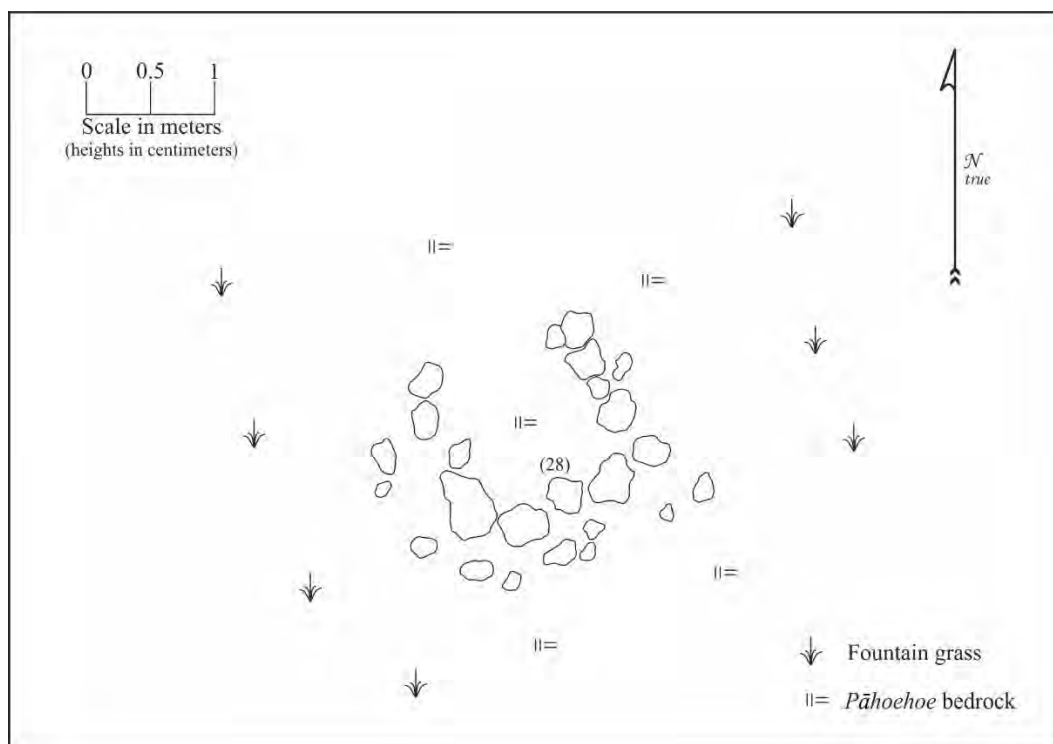 0 0.5 1
Scale in meters
(heights in centimeters)
N
true
(28)
Fountain grass
Pāhoehoe bedrock